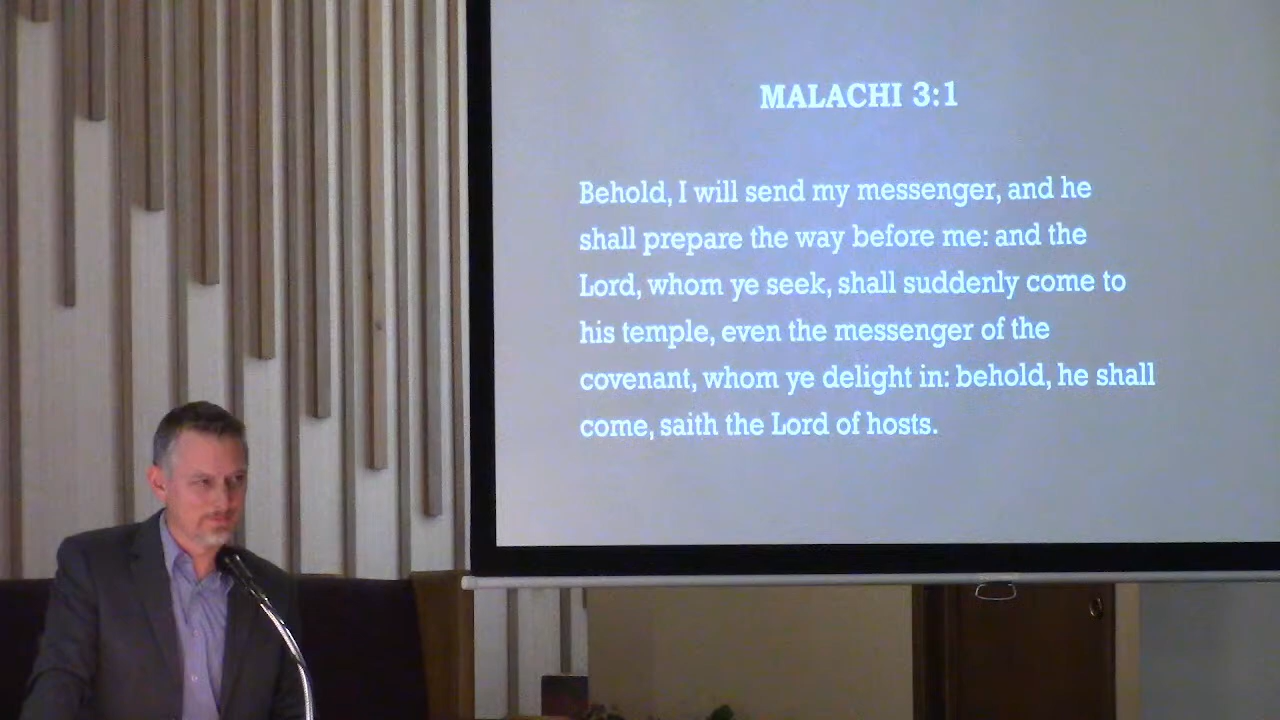 MALACHI 3:1
Behold, I will send my messenger, and he
shall prepare the way before me: and the
Lord, whom ye seek, shall suddenly come to
his temple, even the messenger of the
covenant, whom ye delight in: behold, he shall
come, saith the Lord of hosts.